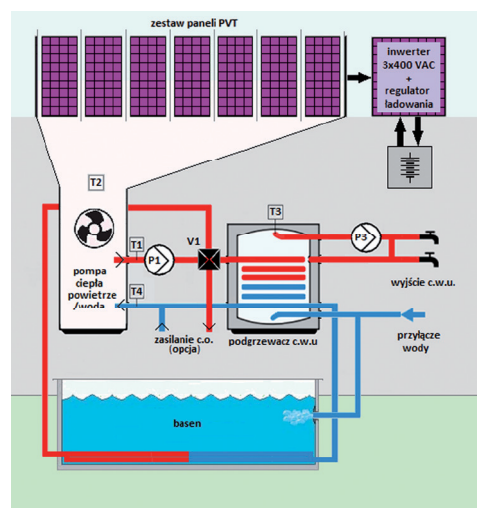 zestaw paneli PVT
inwerter
3x400 VAC
+
regulator
ładowania
T2
T3
T1
P1
V1
P3
pompa
ciepła
powietrze
/woda
T4
wyjście c.w.u.
zasilanie c.o.
(opcja)
podgrzewacz c.w.u
przyłącze
wody
basen